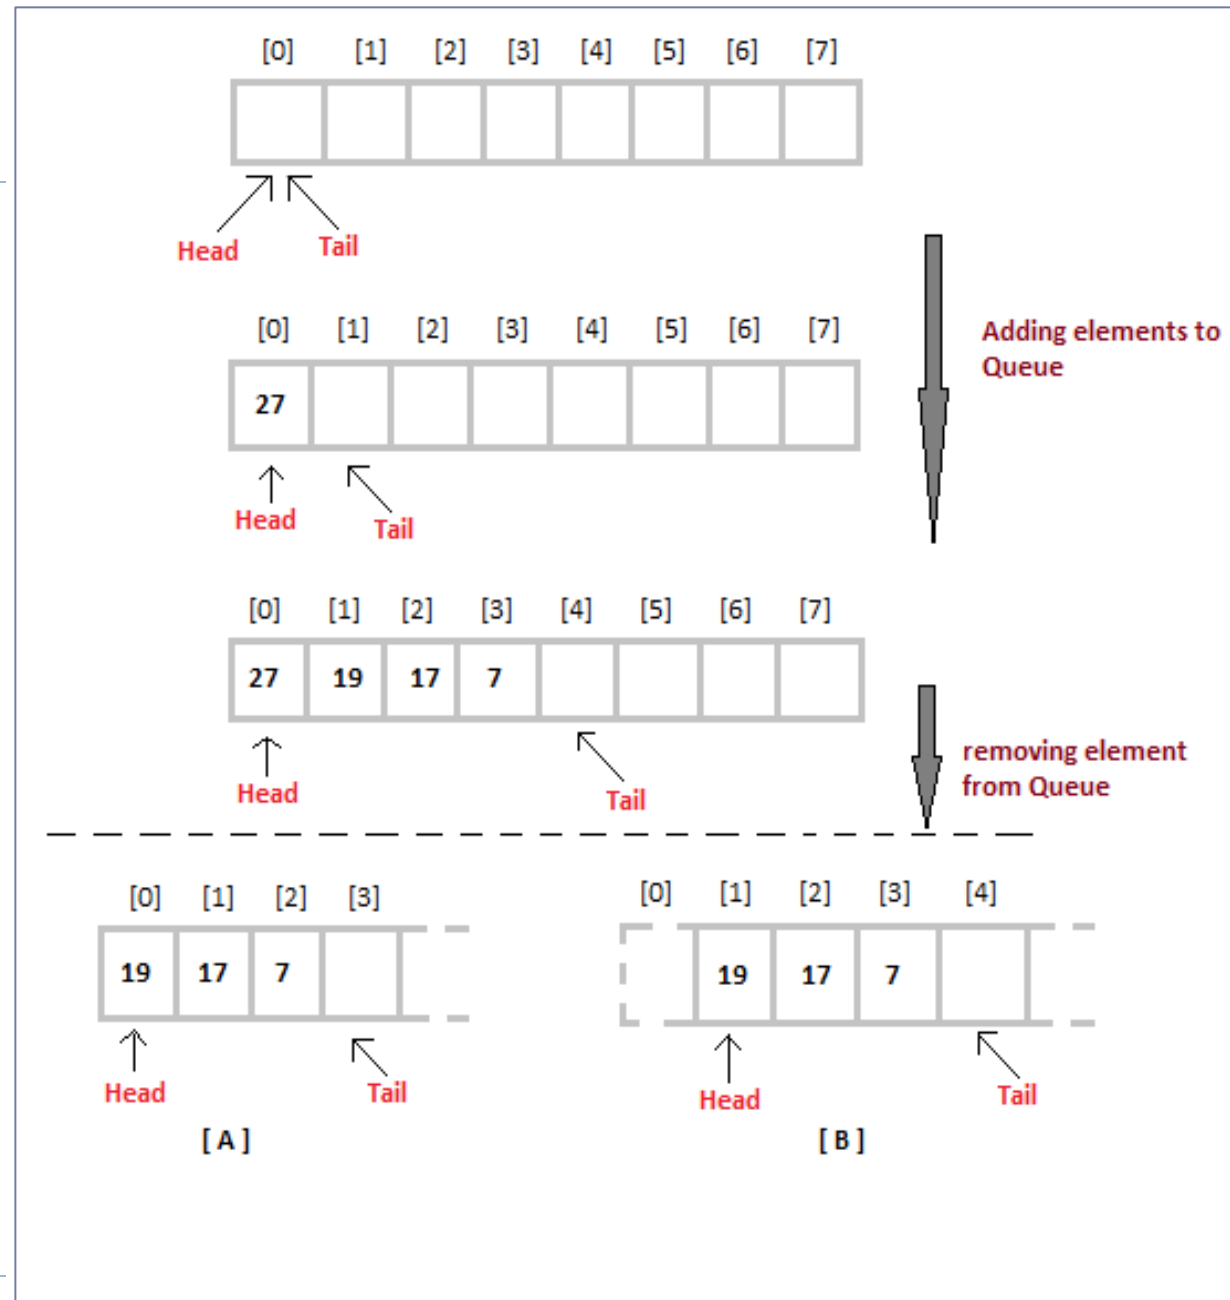 [0] [1] [2] [3] [4] [5] [6] [7]
Head Tail
[0] [1] [2] [3] [4] [5] [6] [7]
Adding elements to
Queue
27
Head Tail
[0] [1] [2] [3] [4] [5] [6] [7]
27 19 17 7
Head Tail
removing element
from Queue
[0] [1] [2] [3]
19 17 7
Head Tail
[ A ]
[0] [1] [2] [3] [4]
19 17 7
Head Tail
[ B ]